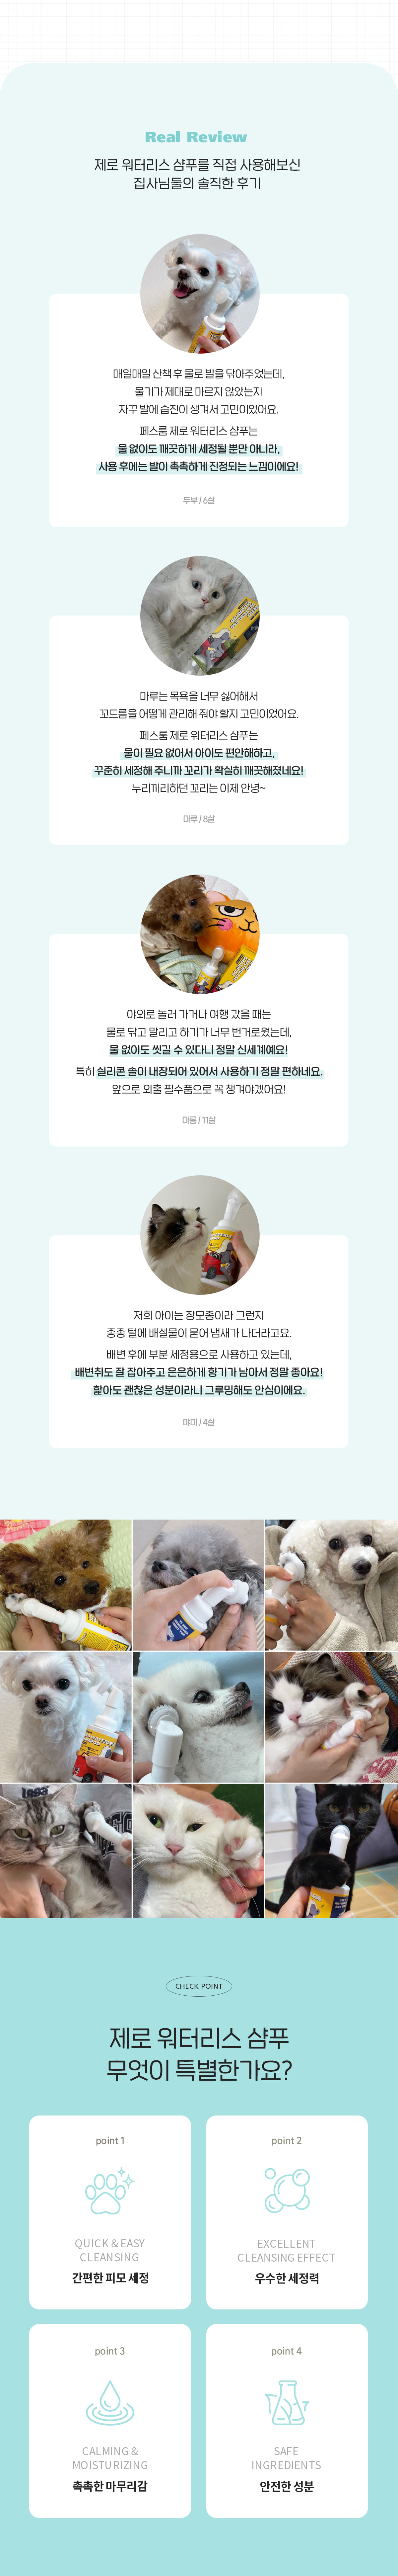 Real Review
제로 워터리스 샴푸를 직접 사용해보신
집사님들의 솔직한 후기
매일매일 산책 후 물로 발을 닦아주었는데,
물기가 제대로 마르지 않았는지
자꾸 발에 습진이 생겨서 고민이었어요.
페스룸 제로 워터리스 샴푸는
물 없이도 깨끗하게 세정될 뿐만 아니라,
사용 후에는 발이 촉촉하게 진정되는 느낌이에요!
두부 / 6살
마루는 목욕을 너무 싫어해서
꼬드름을 어떻게 관리해 줘야 할지 고민이었어요.
페스룸 제로 워터리스 샴푸는
물이 필요 없어서 아이도 편안해하고,
꾸준히 세정해 주니까 꼬리가 확실히 깨끗해졌네요!
누리끼리하던 꼬리는 이제 안녕~
마루 / 8살
야외로 놀러 가거나 여행 갔을 때는
물로 닦고 말리고 하기가 너무 번거로웠는데,
물 없이도 씻길 수 있다니 정말 신세계예요!
특히 실리콘 솔이 내장되어 있어서 사용하기 정말 편하네요.
앞으로 외출 필수품으로 꼭 챙겨야겠어요!
마롱 / 11살
저희 아이는 장모종이라 그런지
종종 털에 배설물이 묻어 냄새가 나더라고요.
배변 후에 부분 세정용으로 사용하고 있는데,
배변취도 잘 잡아주고 은은하게 향기가 남아서 정말 좋아요!
핥아도 괜찮은 성분이라니 그루밍해도 안심이에요.
먀미 / 4살
CHECK POINT
제로 워터리스 샴푸
무엇이 특별한가요?
point 1
QUICK & EASY
CLEANSING
간편한 피모 세정
point 2
EXCELLENT
CLEANSING EFFECT
우수한 세정력
point 3
CALMING &
MOISTURIZING
촉촉한 마무리감
point 4
SAFE
INGREDIENTS
안전한 성분